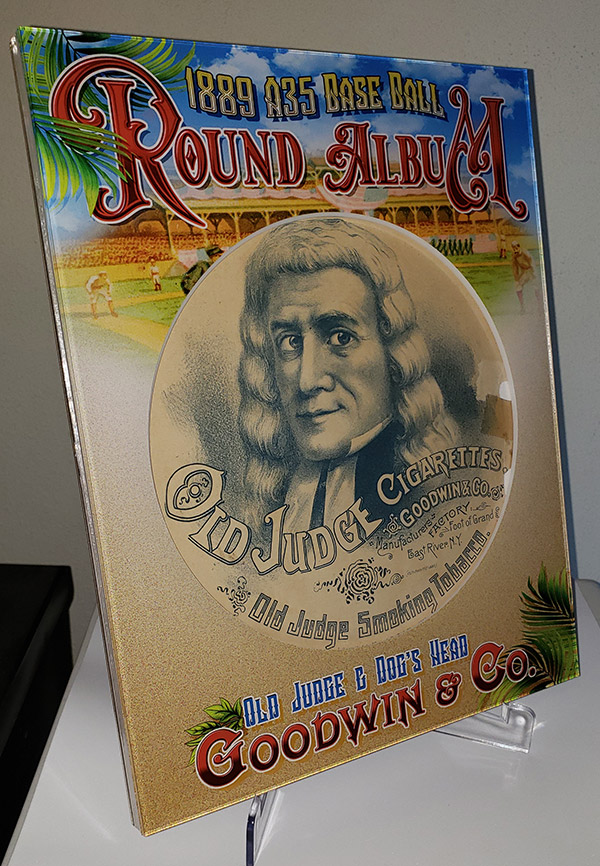 1889 A35 BASE BALL
ROUND ALBUM
OLD JUDGE CIGARETTES.
GOODWIN & CO.
Manufacturers
FACTORY
Foot of Grand
East River N.Y.
Old Judge Smoking Tobacco.
OLD JUDGE & DOG'S HEAD
GOODWIN & CO.